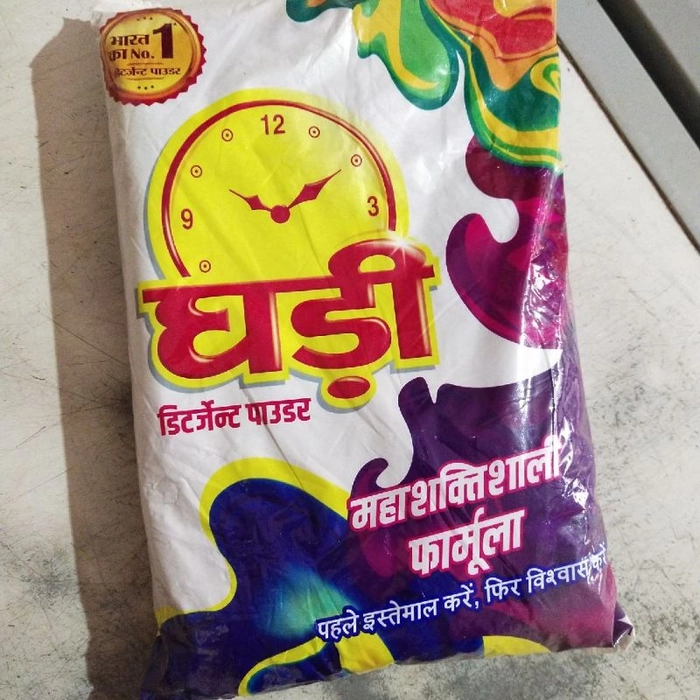 भारत
का No. 1
डिटर्जेन्ट पाउडर
12
9
3
घड़ी
डिटर्जेन्ट पाउडर
महाशक्तिशाली
फार्मूला
पहले इस्तेमाल करें, फिर विश्वास करें